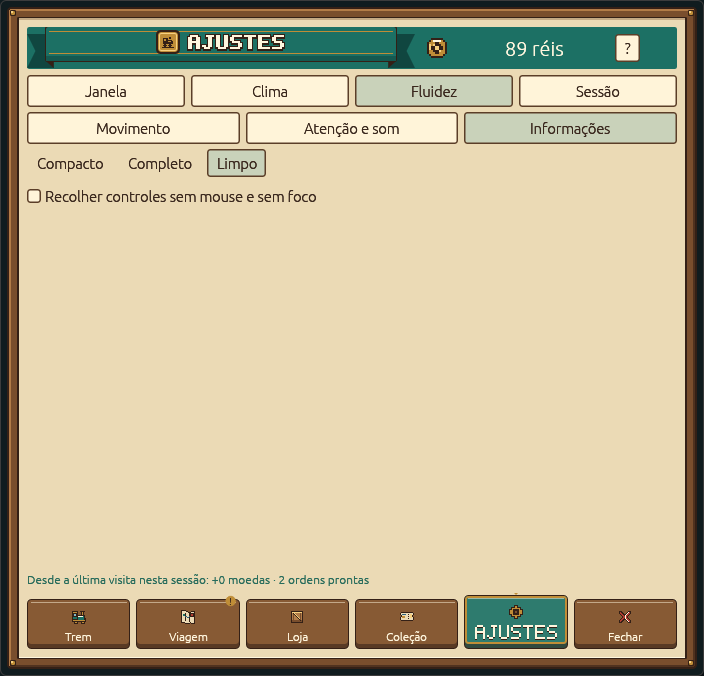 AJUSTES
89 réis
?
Janela
Clima
Fluidez
Sessão
Movimento
Atenção e som
Informações
Compacto
Completo
Limpo
Recolher controles sem mouse e sem foco
Desde a última visita nesta sessão: +0 moedas · 2 ordens prontas
!
Trem
Viagem
Loja
Coleção
AJUSTES
Fechar